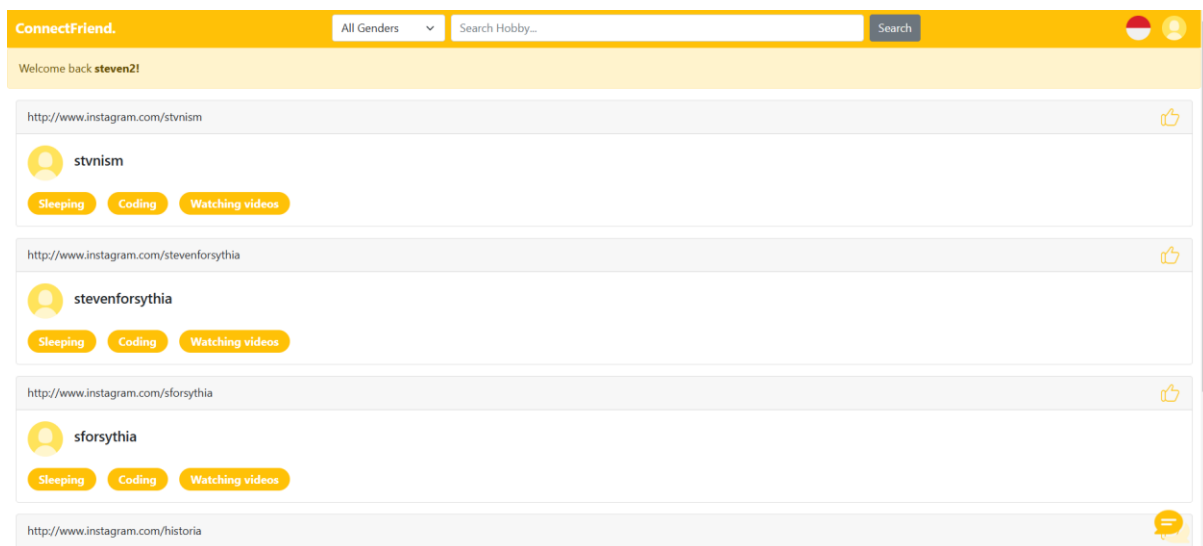 ConnectFriend. All Genders Search Hobby... Search
Welcome back steven2!
http://www.instagram.com/stvnism
stvnism
Sleeping Coding Watching videos
http://www.instagram.com/stevenforsythia
stevenforsythia
Sleeping Coding Watching videos
http://www.instagram.com/sforsythia
sforsythia
Sleeping Coding Watching videos
http://www.instagram.com/historia